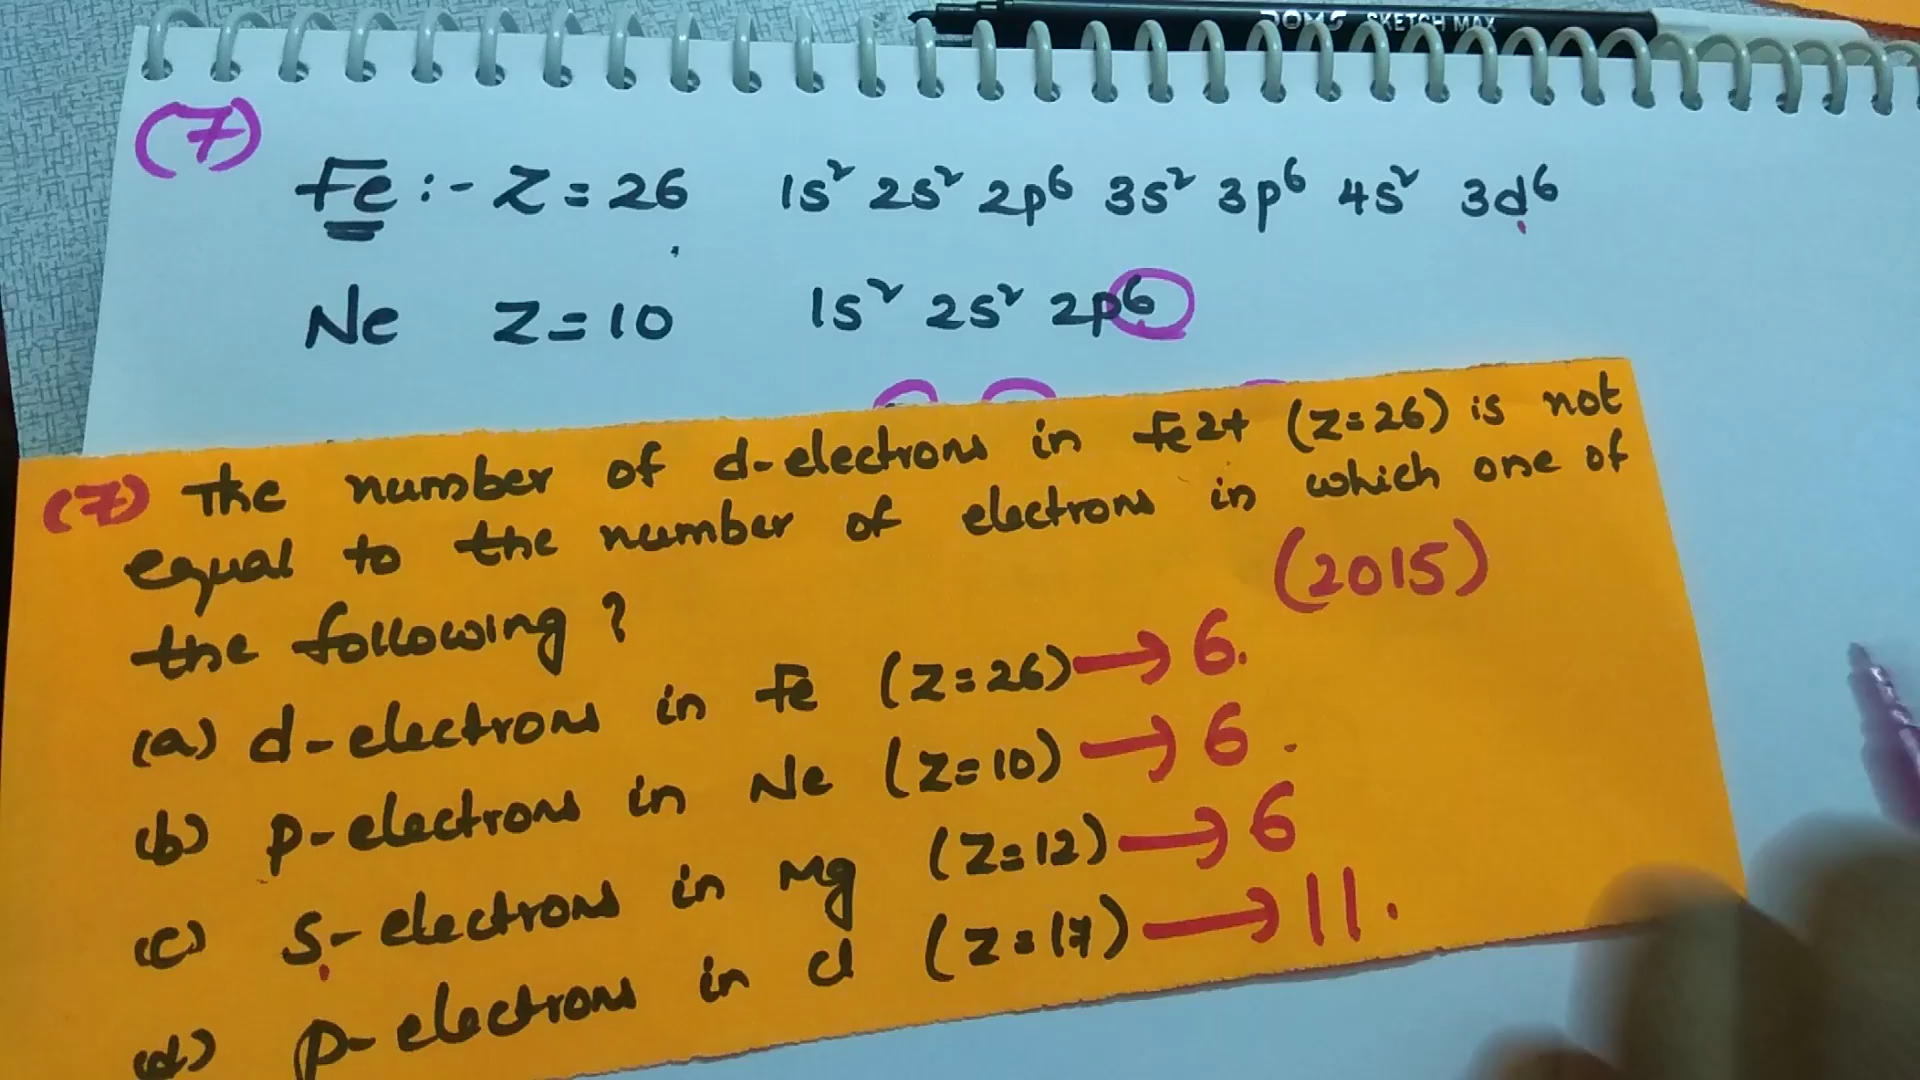 DOMS SKETCH MAX
(7)
Fe :- Z = 26 1s² 2s² 2p⁶ 3s² 3p⁶ 4s² 3d⁶
Ne Z = 10 1s² 2s² 2p⁶
(7) The number of d-electrons in Fe2+ (Z=26) is not
equal to the number of electrons in which one of
the following ? (2015)
(a) d-electrons in Fe (Z=26) → 6.
(b) p-electrons in Ne (Z=10) → 6.
(c) s-electrons in Mg (Z=12) → 6
(d) p-electrons in Cl (Z=17) → 11.